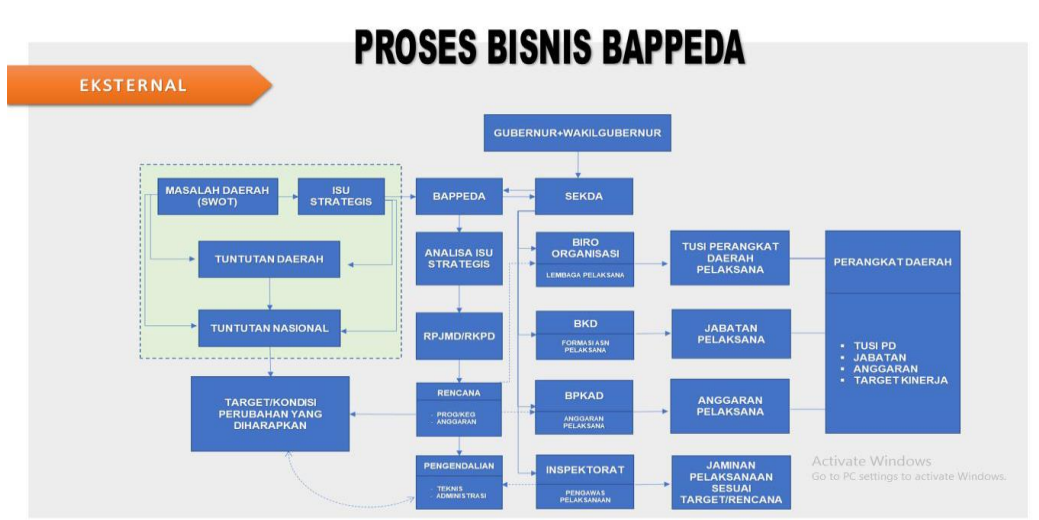 PROSES BISNIS BAPPEDA
EKSTERNAL
GUBERNUR+WAKILGUBERNUR
MASALAH DAERAH
(SWOT)
ISU
STRATEGIS
BAPPEDA
SEKDA
TUNTUTAN DAERAH
ANALISA ISU
STRATEGIS
BIRO
ORGANISASI
LEMBAGA PELAKSANA
TUSI PERANGKAT
DAERAH
PELAKSANA
PERANGKAT DAERAH
TUNTUTAN NASIONAL
RPJMD/RKPD
BKD
FORMASI ASN
PELAKSANA
JABATAN
PELAKSANA
▪ TUSI PD
▪ JABATAN
▪ ANGGARAN
▪ TARGET KINERJA
TARGET/KONDISI
PERUBAHAN YANG
DIHARAPKAN
RENCANA
- PROG/KEG
- ANGGARAN
BPKAD
ANGGARAN
PELAKSANA
ANGGARAN
PELAKSANA
PENGENDALIAN
- TEKNIS
- ADMINISTRASI
INSPEKTORAT
PENGAWAS
PELAKSANAAN
JAMINAN
PELAKSANAAN
SESUAI
TARGET/RENCANA
Activate Windows
Go to PC settings to activate Windows.